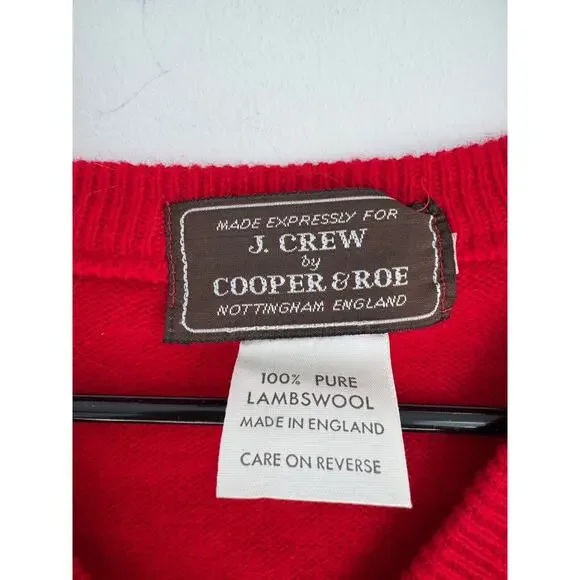 MADE EXPRESSLY FOR
J. CREW
by
COOPER & ROE
NOTTINGHAM ENGLAND
100% PURE
LAMBSWOOL
MADE IN ENGLAND
CARE ON REVERSE